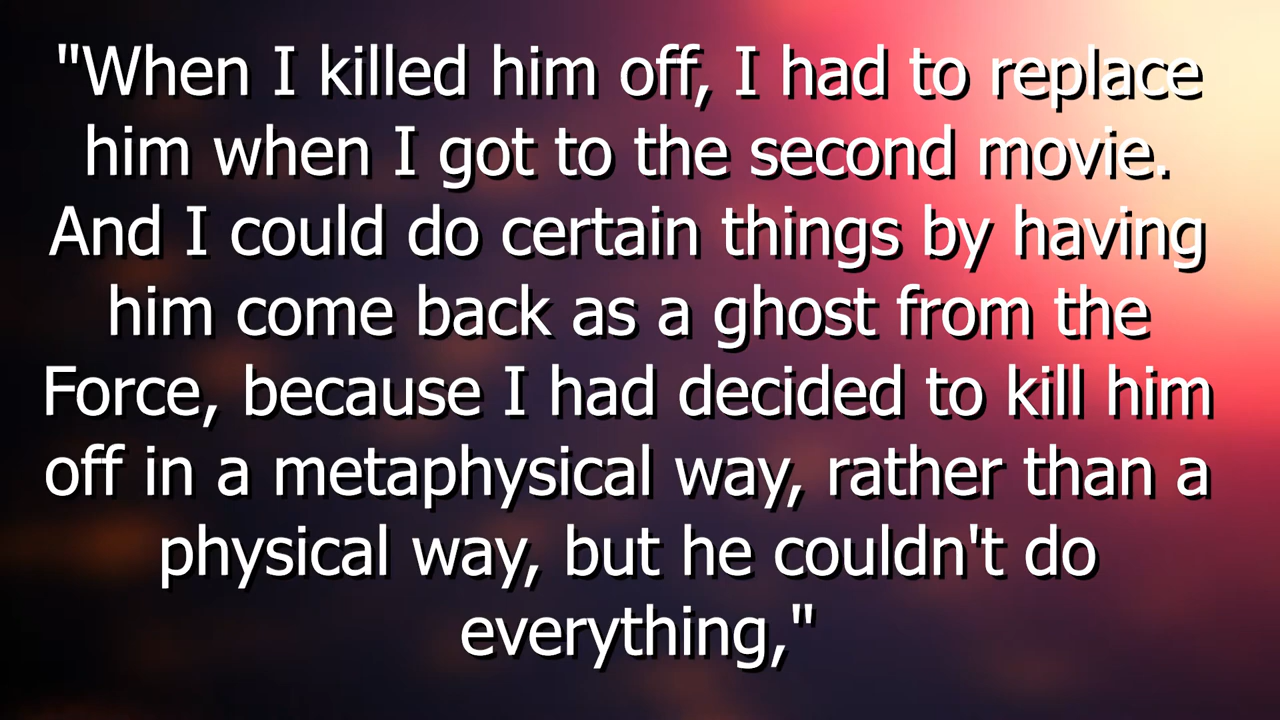 "When I killed him off, I had to replace
him when I got to the second movie.
And I could do certain things by having
him come back as a ghost from the
Force, because I had decided to kill him
off in a metaphysical way, rather than a
physical way, but he couldn't do
everything,"